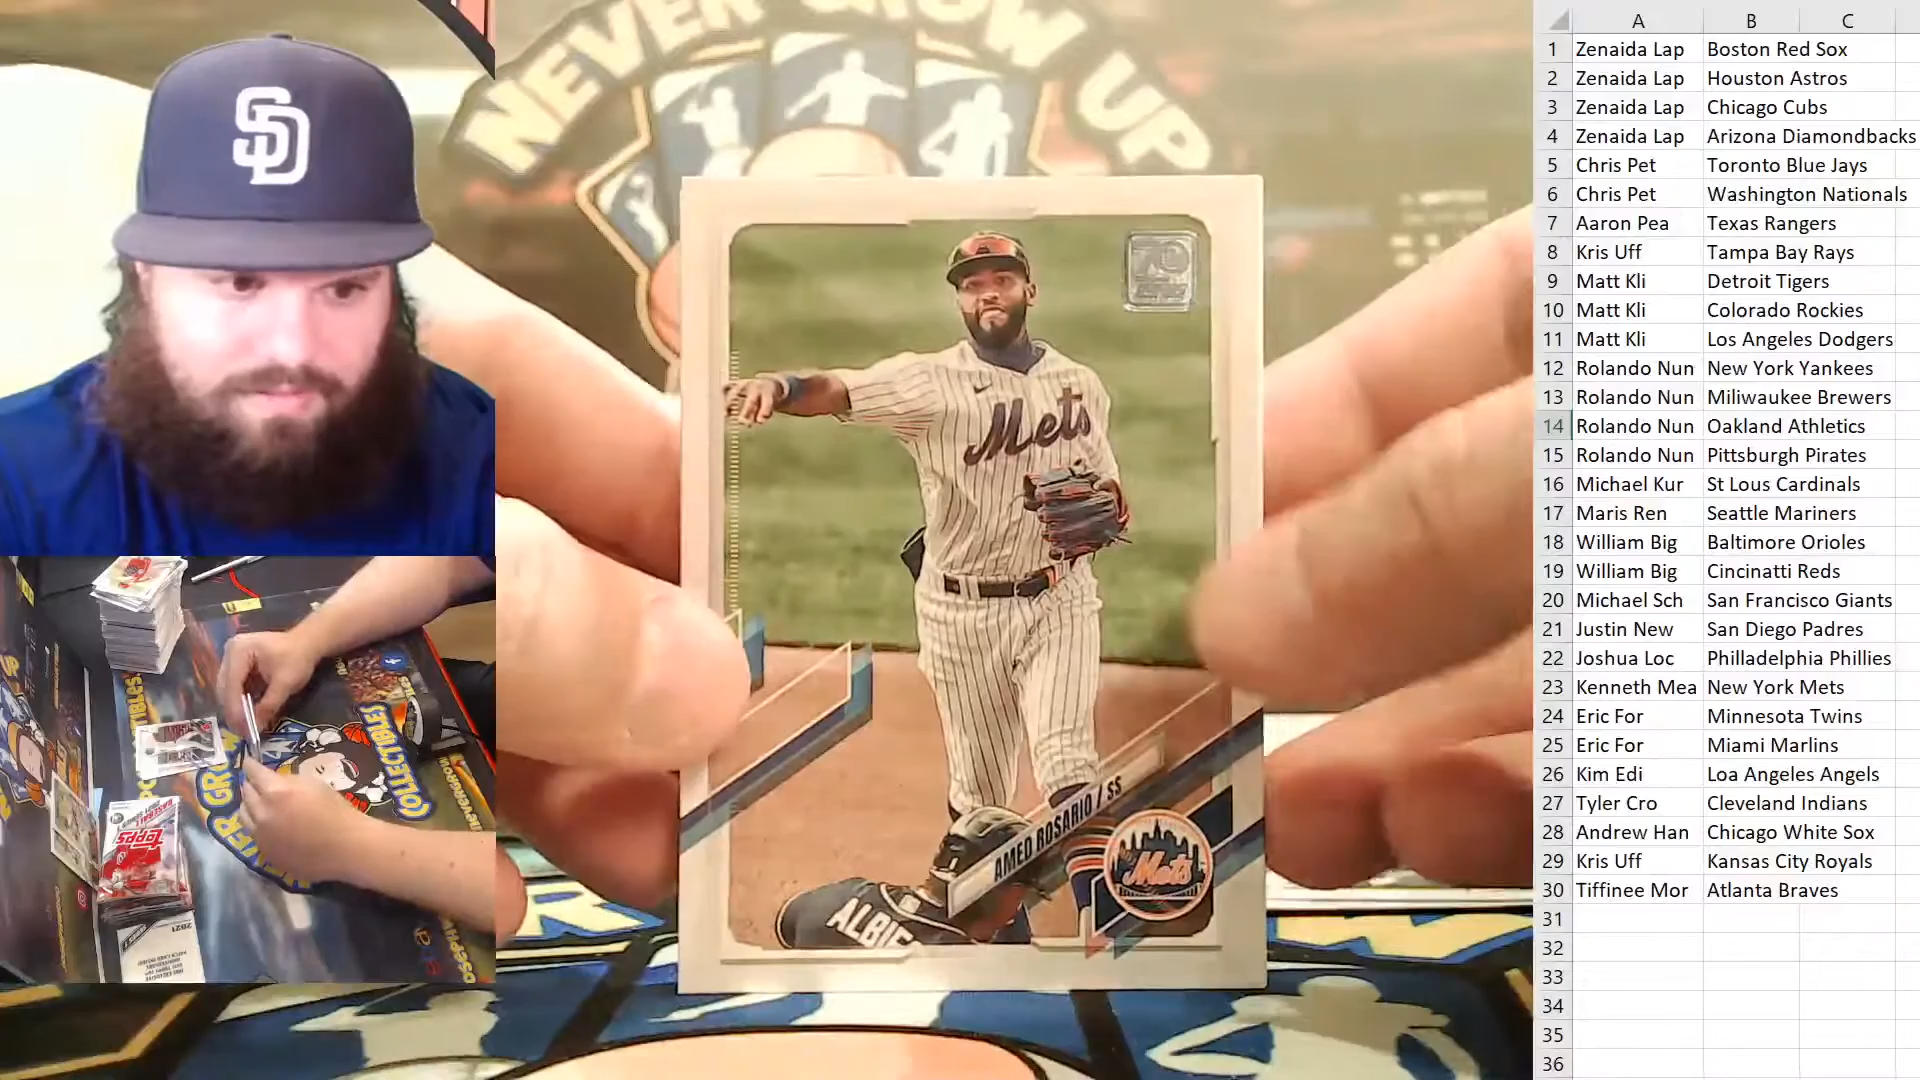 NEVER GROW UP
SD
70
Mets
AMED ROSARIO / SS
Mets
ALBIE
COLLECTIBLES
topps
BASEBALL
2021
A B C
1 Zenaida Lap Boston Red Sox
2 Zenaida Lap Houston Astros
3 Zenaida Lap Chicago Cubs
4 Zenaida Lap Arizona Diamondbacks
5 Chris Pet Toronto Blue Jays
6 Chris Pet Washington Nationals
7 Aaron Pea Texas Rangers
8 Kris Uff Tampa Bay Rays
9 Matt Kli Detroit Tigers
10 Matt Kli Colorado Rockies
11 Matt Kli Los Angeles Dodgers
12 Rolando Nun New York Yankees
13 Rolando Nun Miliwaukee Brewers
14 Rolando Nun Oakland Athletics
15 Rolando Nun Pittsburgh Pirates
16 Michael Kur St Lous Cardinals
17 Maris Ren Seattle Mariners
18 William Big Baltimore Orioles
19 William Big Cincinatti Reds
20 Michael Sch San Francisco Giants
21 Justin New San Diego Padres
22 Joshua Loc Philladelphia Phillies
23 Kenneth Mea New York Mets
24 Eric For Minnesota Twins
25 Eric For Miami Marlins
26 Kim Edi Loa Angeles Angels
27 Tyler Cro Cleveland Indians
28 Andrew Han Chicago White Sox
29 Kris Uff Kansas City Royals
30 Tiffinee Mor Atlanta Braves
31
32
33
34
35
36